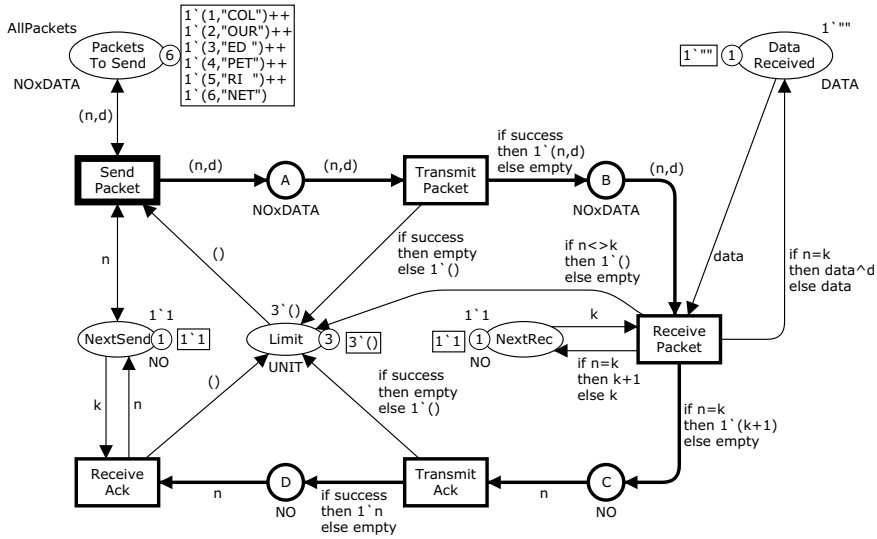 AllPackets
Packets
To Send
6
NOxDATA
1`(1,"COL")++
1`(2,"OUR")++
1`(3,"ED ")++
1`(4,"PET")++
1`(5,"RI  ")++
1`(6,"NET")
1`""
1`""
1
Data
Received
DATA
(n,d)
Send
Packet
(n,d)
A
NOxDATA
(n,d)
Transmit
Packet
if success
then 1`(n,d)
else empty
B
NOxDATA
(n,d)
n
()
if success
then empty
else 1`()
if n<>k
then 1`()
else empty
data
if n=k
then data^d
else data
1`1
NextSend
1
1`1
NO
3`()
Limit
3
3`()
UNIT
1`1
1`1
1
NextRec
NO
k
if n=k
then k+1
else k
Receive
Packet
k
n
()
if success
then empty
else 1`()
if n=k
then 1`(k+1)
else empty
Receive
Ack
n
D
NO
if success
then 1`n
else empty
Transmit
Ack
n
C
NO